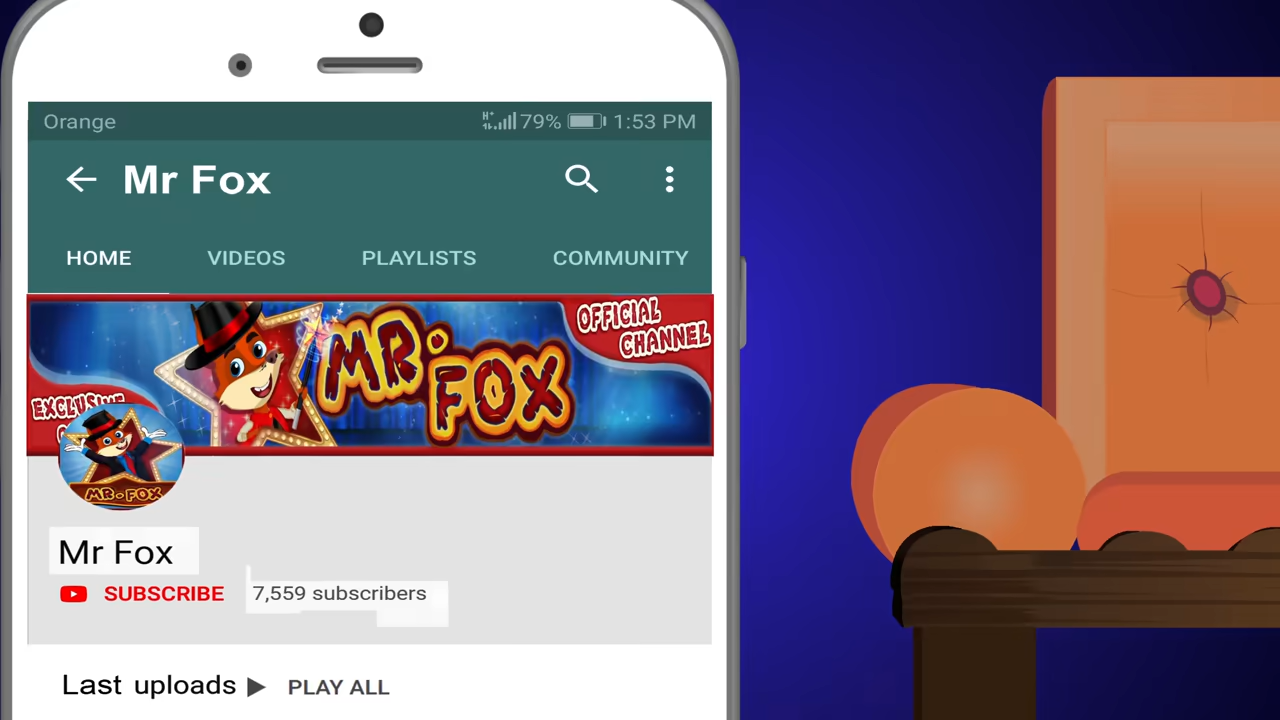 Orange H+ 79% 1:53 PM
Mr Fox
HOME VIDEOS PLAYLISTS COMMUNITY
OFFICIAL
CHANNEL
MR. FOX
EXCLUSIVE
MR. FOX
Mr Fox
SUBSCRIBE 7,559 subscribers
Last uploads PLAY ALL